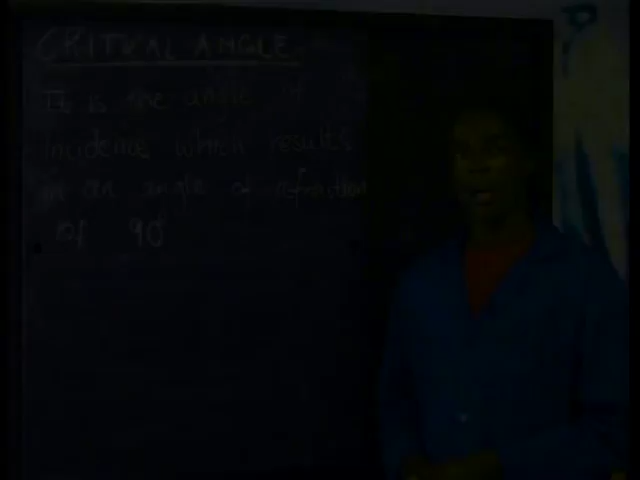 CRITICAL ANGLE
It is the angle of
incidence which results
in an angle of refraction
of 90°